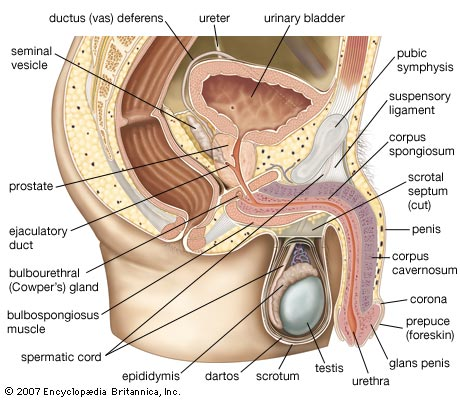 ductus (vas) deferens
ureter
urinary bladder
seminal
vesicle
pubic
symphysis
suspensory
ligament
corpus
spongiosum
scrotal
septum
(cut)
prostate
penis
ejaculatory
duct
corpus
cavernosum
bulbourethral
(Cowper's) gland
corona
bulbospongiosus
muscle
prepuce
(foreskin)
spermatic cord
glans penis
epididymis
dartos
scrotum
testis
urethra
© 2007 Encyclopædia Britannica, Inc.